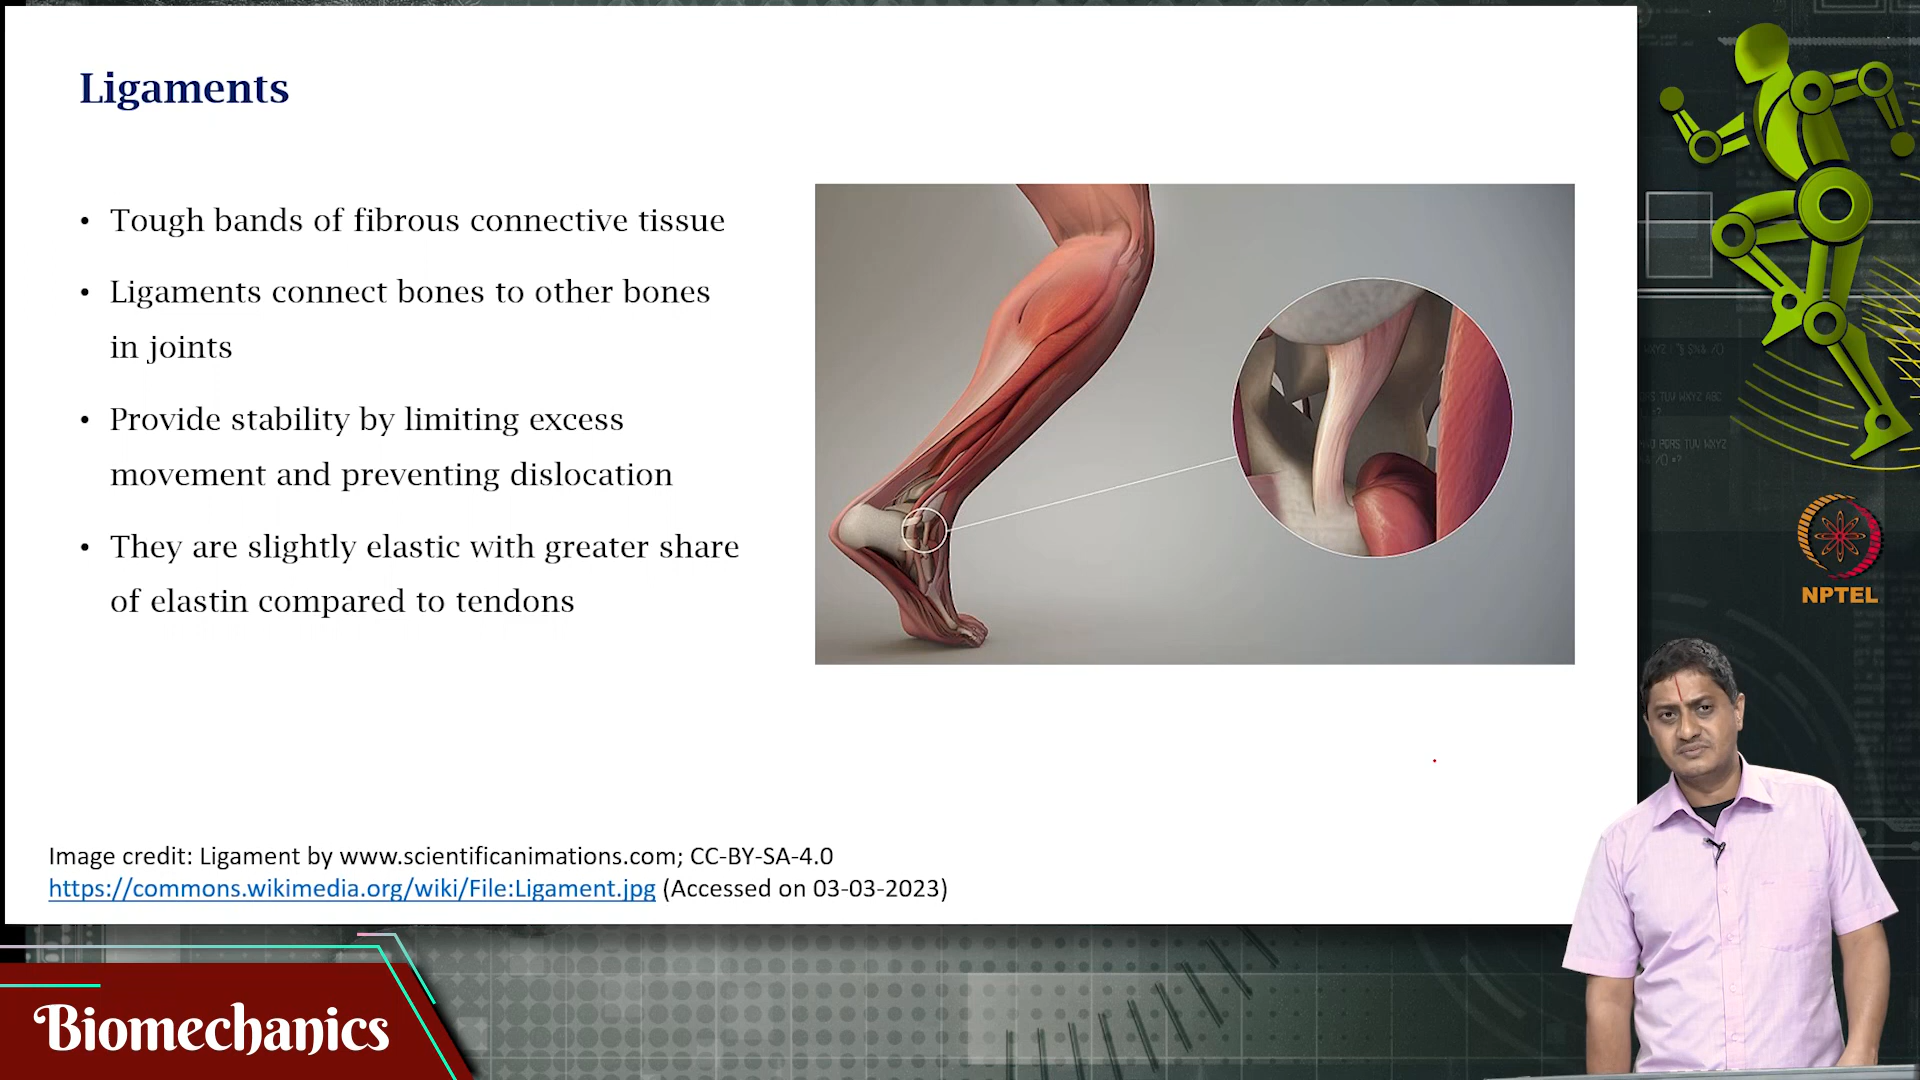 Ligaments
• Tough bands of fibrous connective tissue
• Ligaments connect bones to other bones
in joints
• Provide stability by limiting excess
movement and preventing dislocation
• They are slightly elastic with greater share
of elastin compared to tendons
Image credit: Ligament by www.scientificanimations.com; CC-BY-SA-4.0
https://commons.wikimedia.org/wiki/File:Ligament.jpg (Accessed on 03-03-2023)
NPTEL
Biomechanics